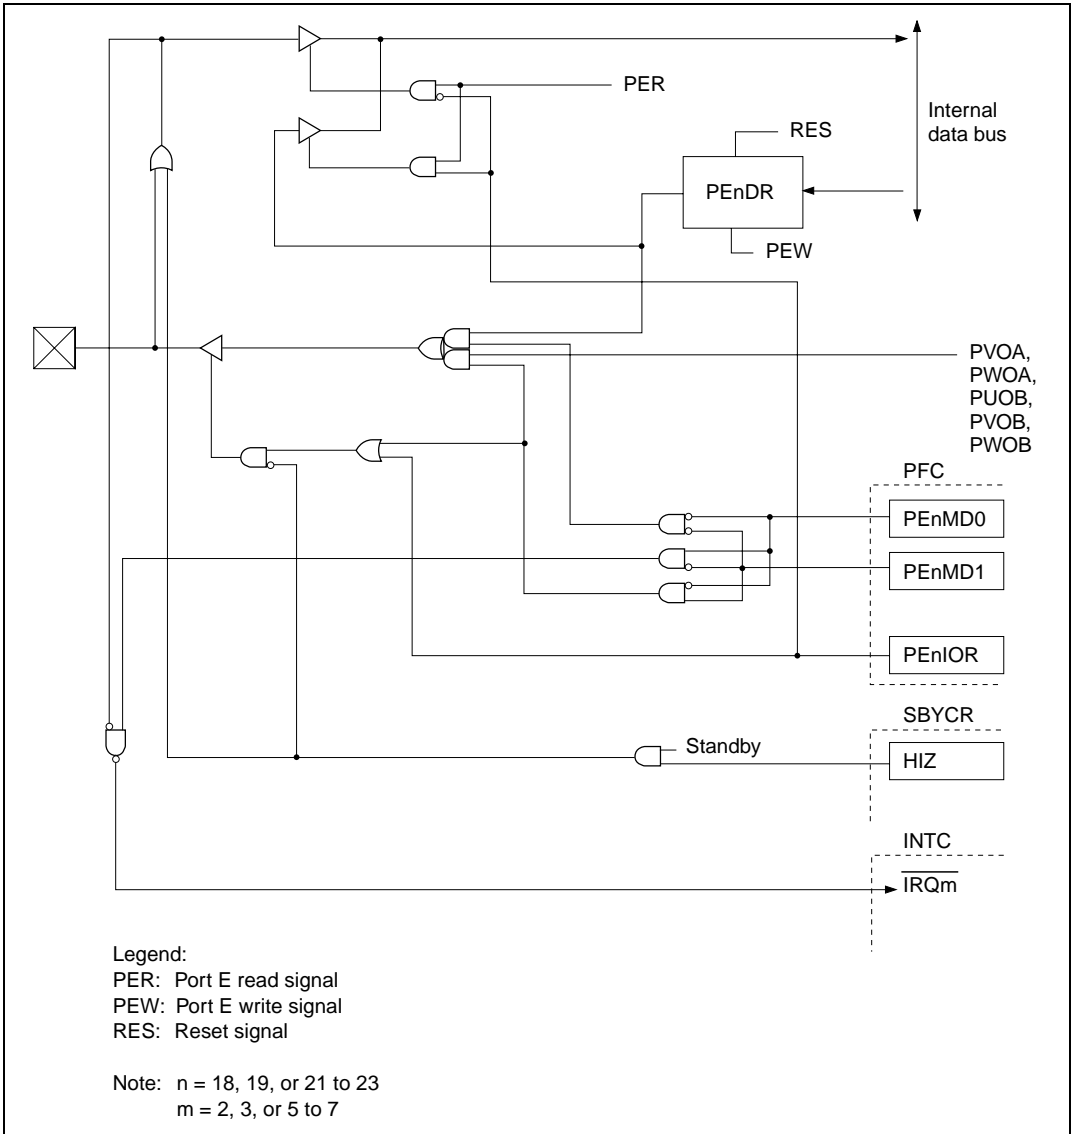 PER
Internal
data bus
RES
PEnDR
PEW
PVOA,
PWOA,
PUOB,
PVOB,
PWOB
PFC
PEnMD0
PEnMD1
PEnIOR
SBYCR
Standby
HIZ
INTC
IRQm
Legend:
PER: Port E read signal
PEW: Port E write signal
RES: Reset signal
Note: n = 18, 19, or 21 to 23
m = 2, 3, or 5 to 7